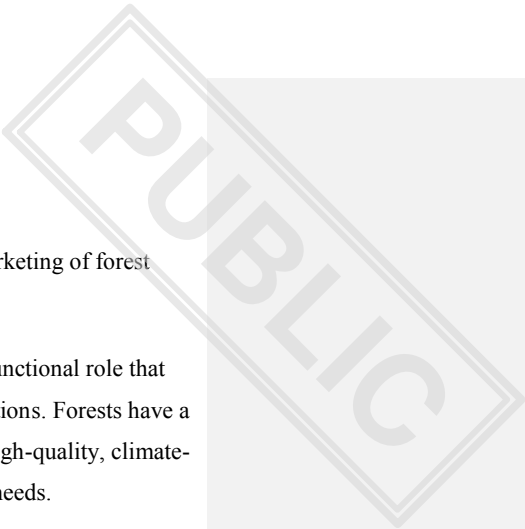 PUBLIC
rketing of forest
unctional role that
tions. Forests have a
gh-quality, climate-
needs.